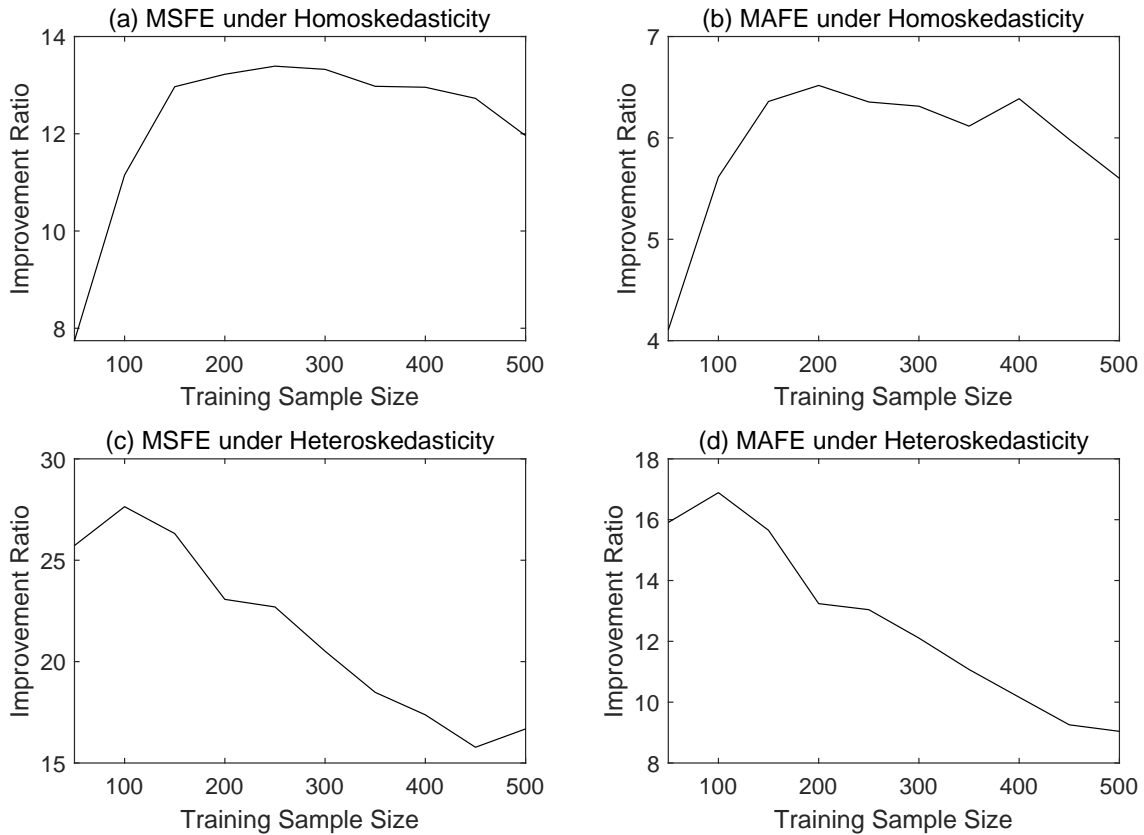 (a) MSFE under Homoskedasticity
14
12
10
8
Improvement Ratio
100 200 300 400 500
Training Sample Size
(b) MAFE under Homoskedasticity
7
6
5
4
Improvement Ratio
100 200 300 400 500
Training Sample Size
(c) MSFE under Heteroskedasticity
30
25
20
15
Improvement Ratio
100 200 300 400 500
Training Sample Size
(d) MAFE under Heteroskedasticity
18
16
14
12
10
8
Improvement Ratio
100 200 300 400 500
Training Sample Size